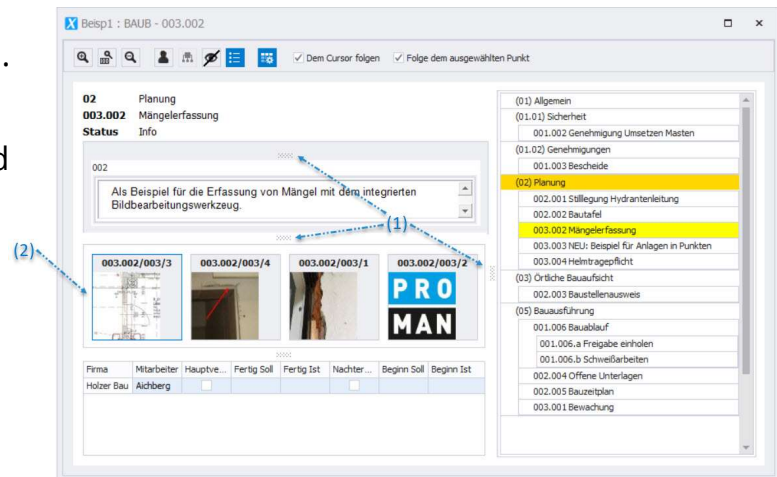 .
d
Beisp1 : BAUB - 003.002
Dem Cursor folgen
Folge dem ausgewählten Punkt
02 Planung
003.002 Mängelerfassung
Status Info
002
Als Beispiel für die Erfassung von Mängel mit dem integrierten
Bildbearbeitungswerkzeug.
(1)
(2)
003.002/003/3
003.002/003/4
003.002/003/1
003.002/003/2
PRO
MAN
Firma Mitarbeiter Hauptve... Fertig Soll Fertig Ist Nachter... Beginn Soll Beginn Ist
Holzer Bau Aichberg
(01) Allgemein
(01.01) Sicherheit
001.002 Genehmigung Umsetzen Masten
(01.02) Genehmigungen
001.003 Bescheide
(02) Planung
002.001 Stilllegung Hydrantenleitung
002.002 Bautafel
003.002 Mängelerfassung
003.003 NEU: Beispiel für Anlagen in Punkten
003.004 Helmtragepflicht
(03) Örtliche Bauaufsicht
002.003 Baustellenausweis
(05) Bauausführung
001.006 Bauablauf
001.006.a Freigabe einholen
001.006.b Schweißarbeiten
002.004 Offene Unterlagen
002.005 Bauzeitplan
003.001 Bewachung